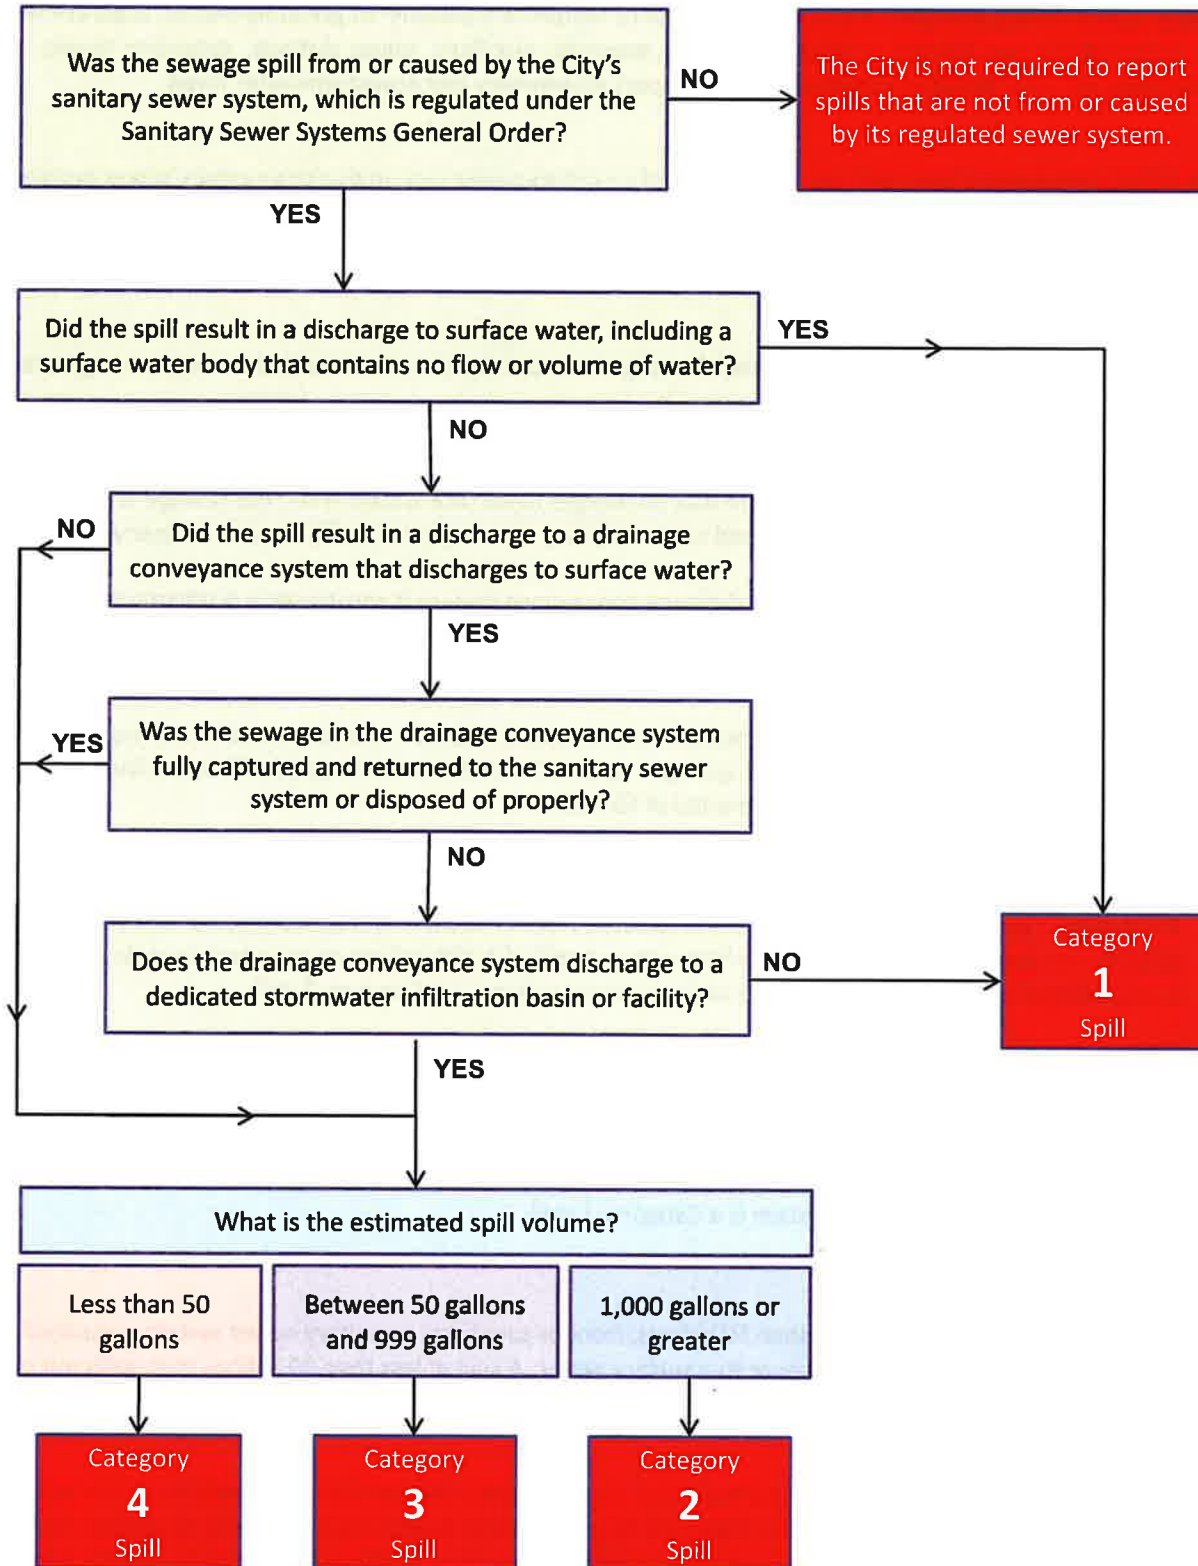 Was the sewage spill from or caused by the City's
sanitary sewer system, which is regulated under the
Sanitary Sewer Systems General Order?
NO
The City is not required to report
spills that are not from or caused
by its regulated sewer system.
YES
Did the spill result in a discharge to surface water, including a
surface water body that contains no flow or volume of water?
YES
NO
Did the spill result in a discharge to a drainage
conveyance system that discharges to surface water?
NO
YES
Was the sewage in the drainage conveyance system
fully captured and returned to the sanitary sewer
system or disposed of properly?
YES
NO
Does the drainage conveyance system discharge to a
dedicated stormwater infiltration basin or facility?
NO
Category
1
Spill
YES
What is the estimated spill volume?
Less than 50
gallons
Between 50 gallons
and 999 gallons
1,000 gallons or
greater
Category
4
Spill
Category
3
Spill
Category
2
Spill